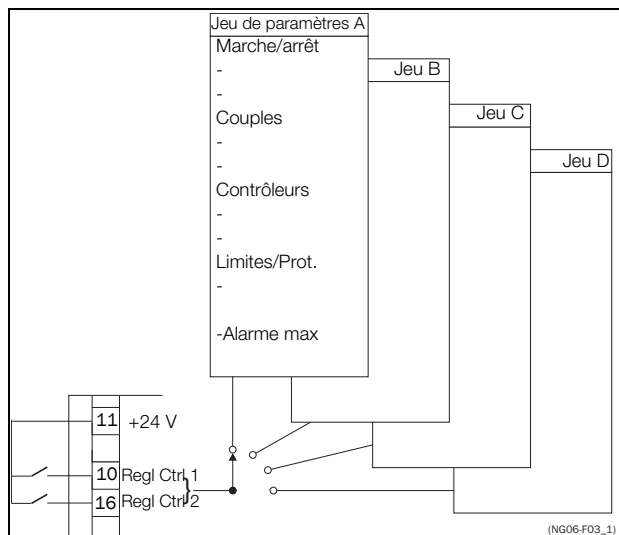 Jeu de paramètres A
Marche/arrêt
-
-
Couples
-
-
Contrôleurs
-
-
Limites/Prot.
-
-Alarme max
Jeu B
Jeu C
Jeu D
11 +24 V
10 Regl Ctrl 1
16 Regl Ctrl 2
(NG06-F03_1)